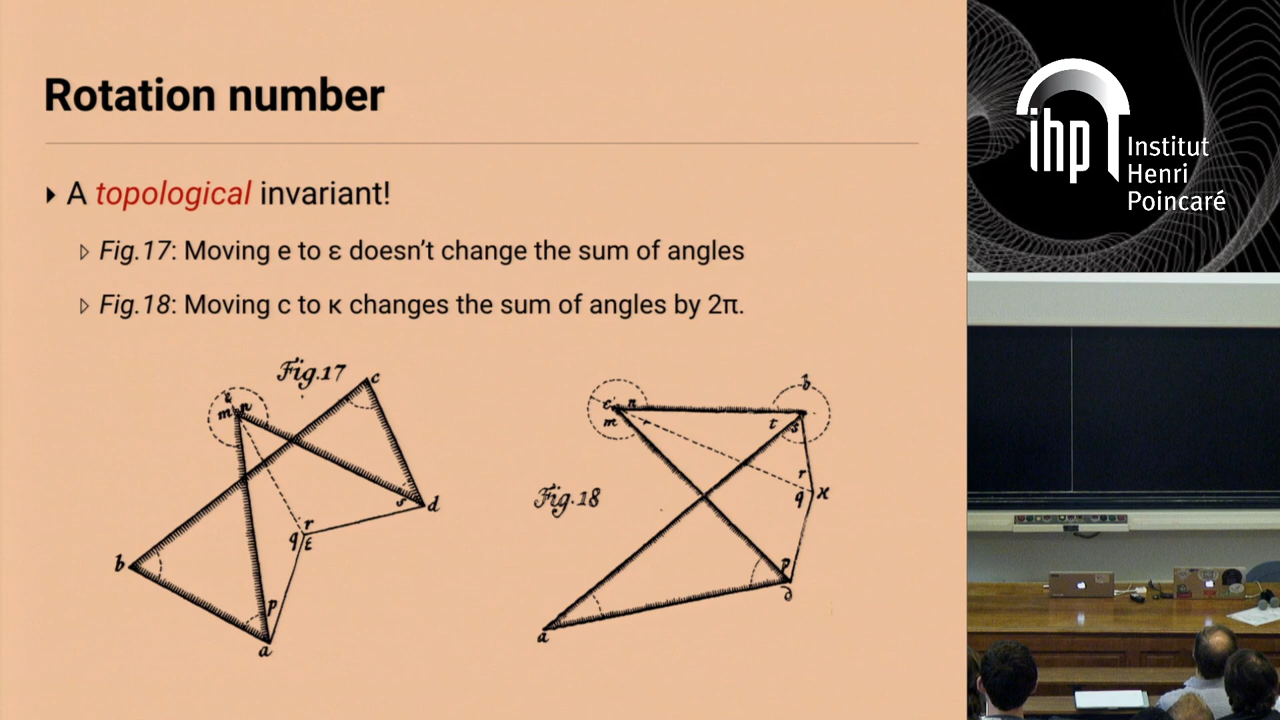 Rotation number
A topological invariant!
Fig.17: Moving e to ε doesn't change the sum of angles
Fig.18: Moving c to κ changes the sum of angles by 2π.
Fig.17
c
m n
s
d
r
q ε
b
p
a
b
c n
m
t s
r
q ϰ
Fig.18
p
a
ihp
Institut
Henri
Poincaré